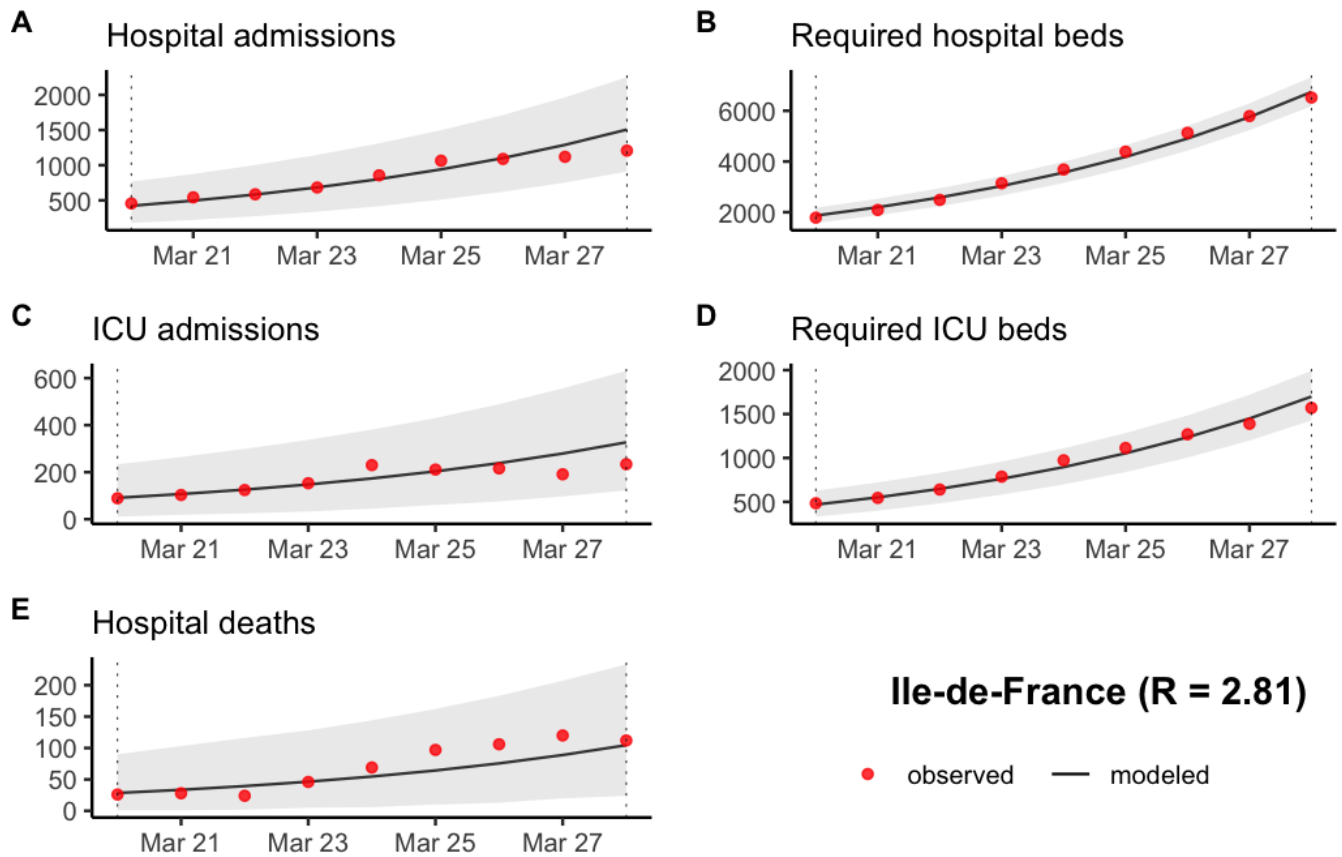 A
Hospital admissions
2000
1500
1000
500
Mar 21 Mar 23 Mar 25 Mar 27
B
Required hospital beds
6000
4000
2000
Mar 21 Mar 23 Mar 25 Mar 27
C
ICU admissions
600
400
200
0
Mar 21 Mar 23 Mar 25 Mar 27
D
Required ICU beds
2000
1500
1000
500
Mar 21 Mar 23 Mar 25 Mar 27
E
Hospital deaths
200
150
100
50
0
Mar 21 Mar 23 Mar 25 Mar 27
Ile-de-France (R = 2.81)
observed modeled